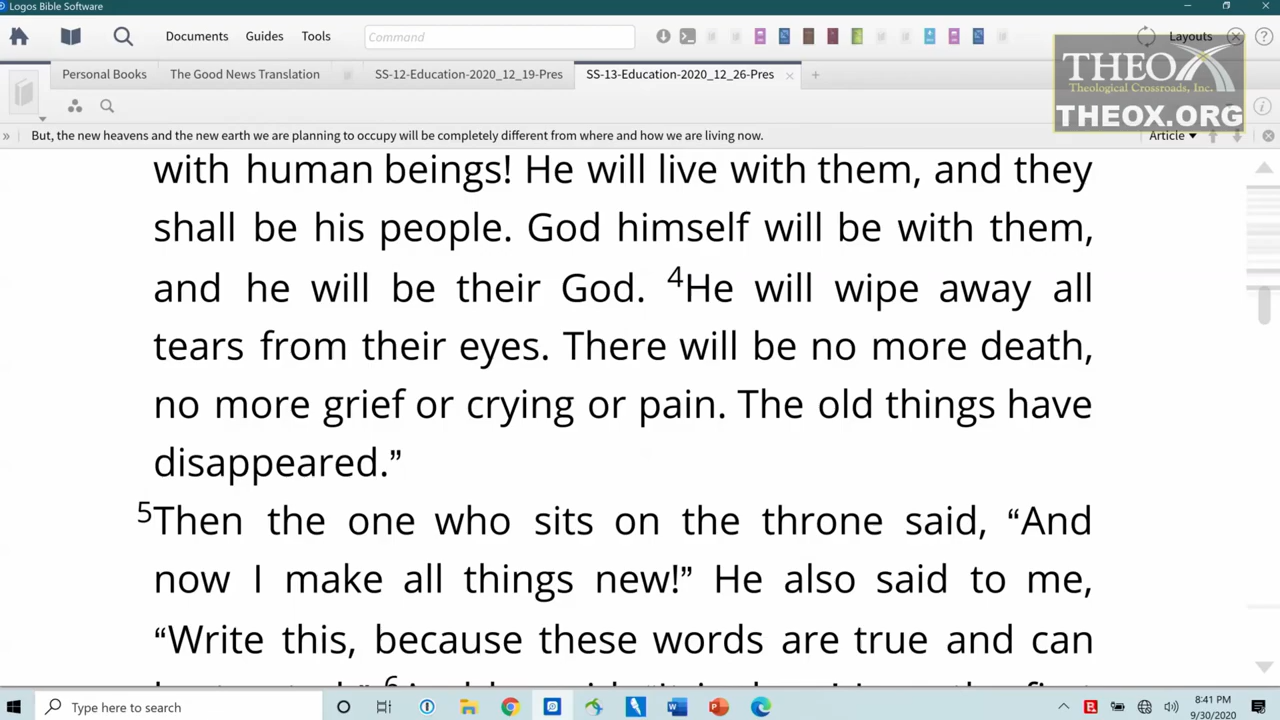 Logos Bible Software
Documents Guides Tools Command Layouts
THEOX
Theological Crossroads, Inc.
THEOX.ORG
Personal Books The Good News Translation SS-12-Education-2020_12_19-Pres SS-13-Education-2020_12_26-Pres
But, the new heavens and the new earth we are planning to occupy will be completely different from where and how we are living now. Article
with human beings! He will live with them, and they
shall be his people. God himself will be with them,
and he will be their God. 4He will wipe away all
tears from their eyes. There will be no more death,
no more grief or crying or pain. The old things have
disappeared.”
5Then the one who sits on the throne said, “And
now I make all things new!” He also said to me,
“Write this, because these words are true and can
Type here to search
8:41 PM
9/30/2020